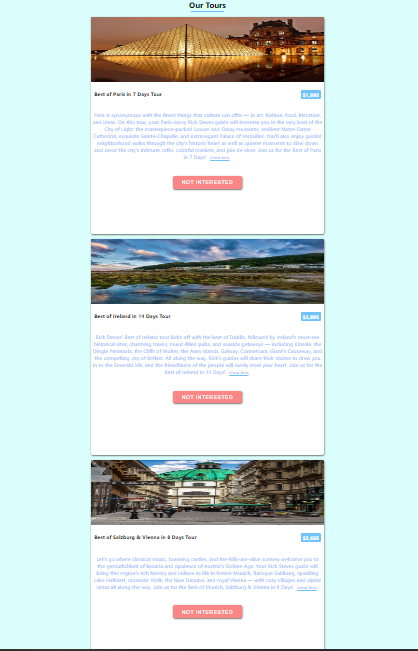 Our Tours
Best of Paris in 7 Days Tour
$1,995
Paris is synonymous with the finest things that culture can offer — in art, fashion, food, literature,
and ideas. On this tour, your Paris-savvy Rick Steves guide will immerse you in the very best of the
City of Light: the masterpiece-packed Louvre and Orsay museums, resilient Notre-Dame
Cathedral, exquisite Sainte-Chapelle, and extravagant Palace of Versailles. You'll also enjoy guided
neighborhood walks through the city's historic heart as well as quieter moments to slow down
and savor the city's intimate cafés, colorful markets, and joie de vivre. Join us for the Best of Paris
in 7 Days! show less
NOT INTERESTED
Best of Ireland in 14 Days Tour
$3,895
Rick Steves' Best of Ireland tour kicks off with the best of Dublin, followed by Ireland's must-see
historical sites, charming towns, music-filled pubs, and seaside getaways — including Kinsale, the
Dingle Peninsula, the Cliffs of Moher, the Aran Islands, Galway, Connemara, Giant's Causeway, and
the compelling city of Belfast. All along the way, Rick's guides will share their stories to draw you
in to the Emerald Isle, and the friendliness of the people will surely steal your heart. Join us for the
Best of Ireland in 14 Days! show less
NOT INTERESTED
Best of Salzburg & Vienna in 8 Days Tour
$2,695
Let's go where classical music, towering castles, and the-hills-are-alive scenery welcome you to
the gemütlichkeit of Bavaria and opulence of Austria's Golden Age. Your Rick Steves guide will
bring this region's rich history and culture to life in festive Munich, Baroque Salzburg, sparkling
Lake Hallstatt, monastic Melk, the blue Danube, and royal Vienna — with cozy villages and alpine
vistas all along the way. Join us for the Best of Munich, Salzburg & Vienna in 8 Days! show less
NOT INTERESTED